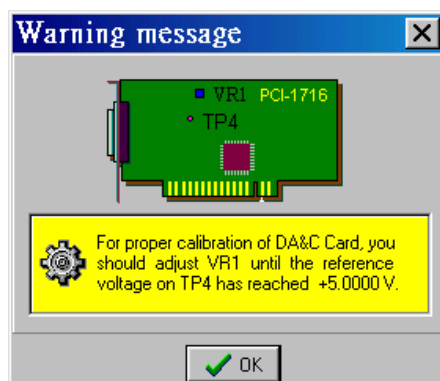 Warning message
VR1 PCI-1716
TP4
For proper calibration of DA&C Card, you
should adjust VR1 until the reference
voltage on TP4 has reached +5.0000 V.
OK